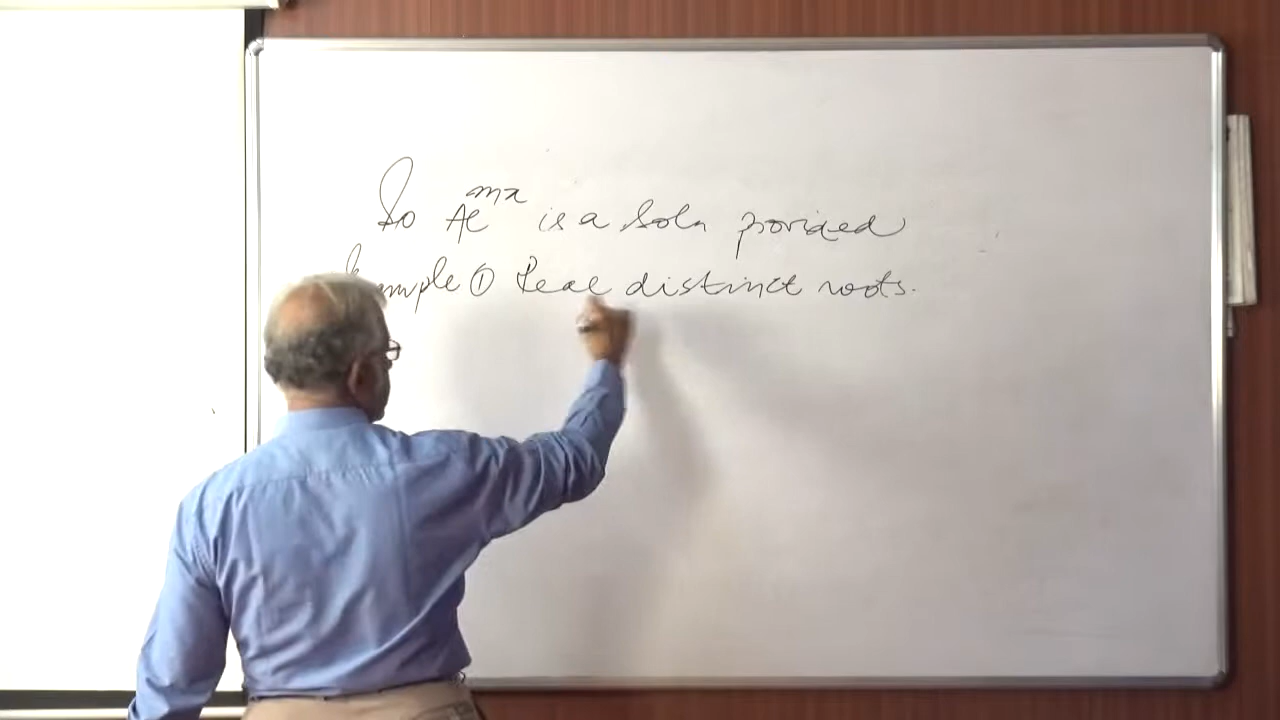 So Ae^mx is a Soln provided
Example ① Real distinct roots.